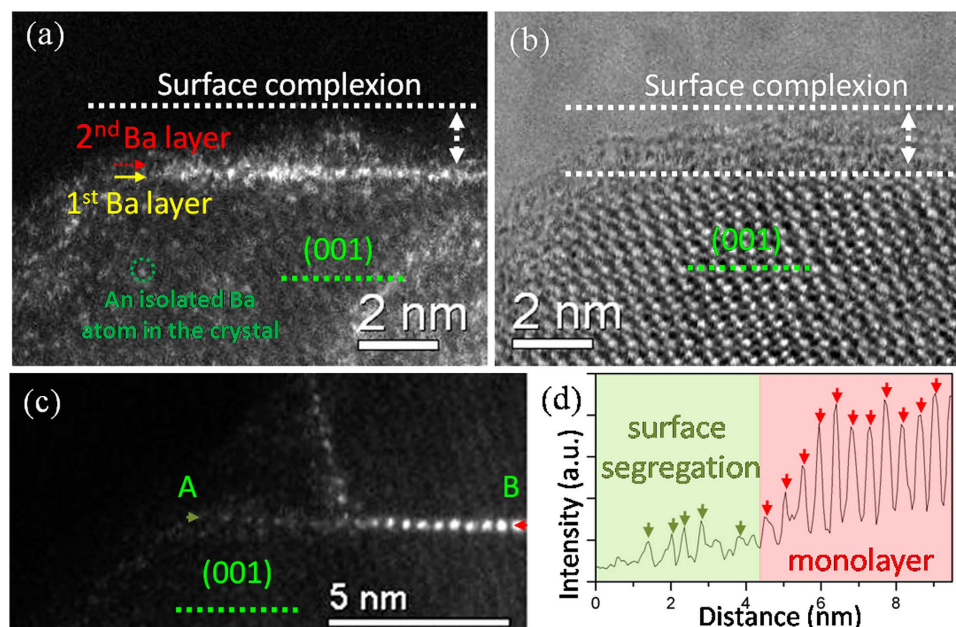 (a)
Surface complexion
2nd Ba layer
1st Ba layer
(001)
An isolated Ba
atom in the crystal
2 nm
(b)
Surface complexion
(001)
2 nm
(c)
A
B
(001)
5 nm
(d)
surface
segregation
monolayer
Intensity (a.u.)
0
2
4
6
8
Distance (nm)